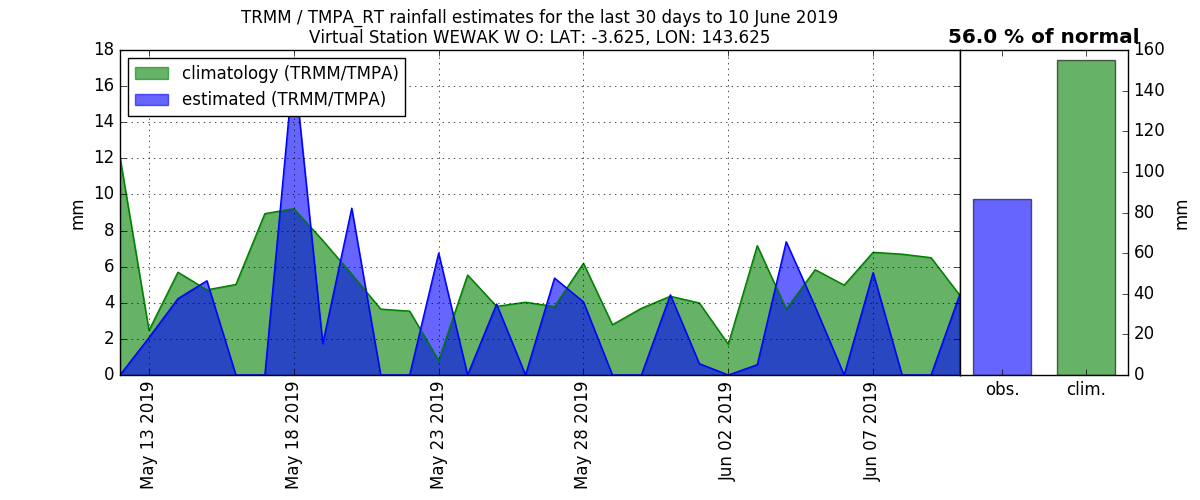 TRMM / TMPA_RT rainfall estimates for the last 30 days to 10 June 2019
Virtual Station WEWAK W O: LAT: -3.625, LON: 143.625
56.0 % of normal
climatology (TRMM/TMPA)
estimated (TRMM/TMPA)
18
16
14
12
10
8
6
4
2
0
mm
May 13 2019
May 18 2019
May 23 2019
May 28 2019
Jun 02 2019
Jun 07 2019
160
140
120
100
80
60
40
20
0
mm
obs.
clim.